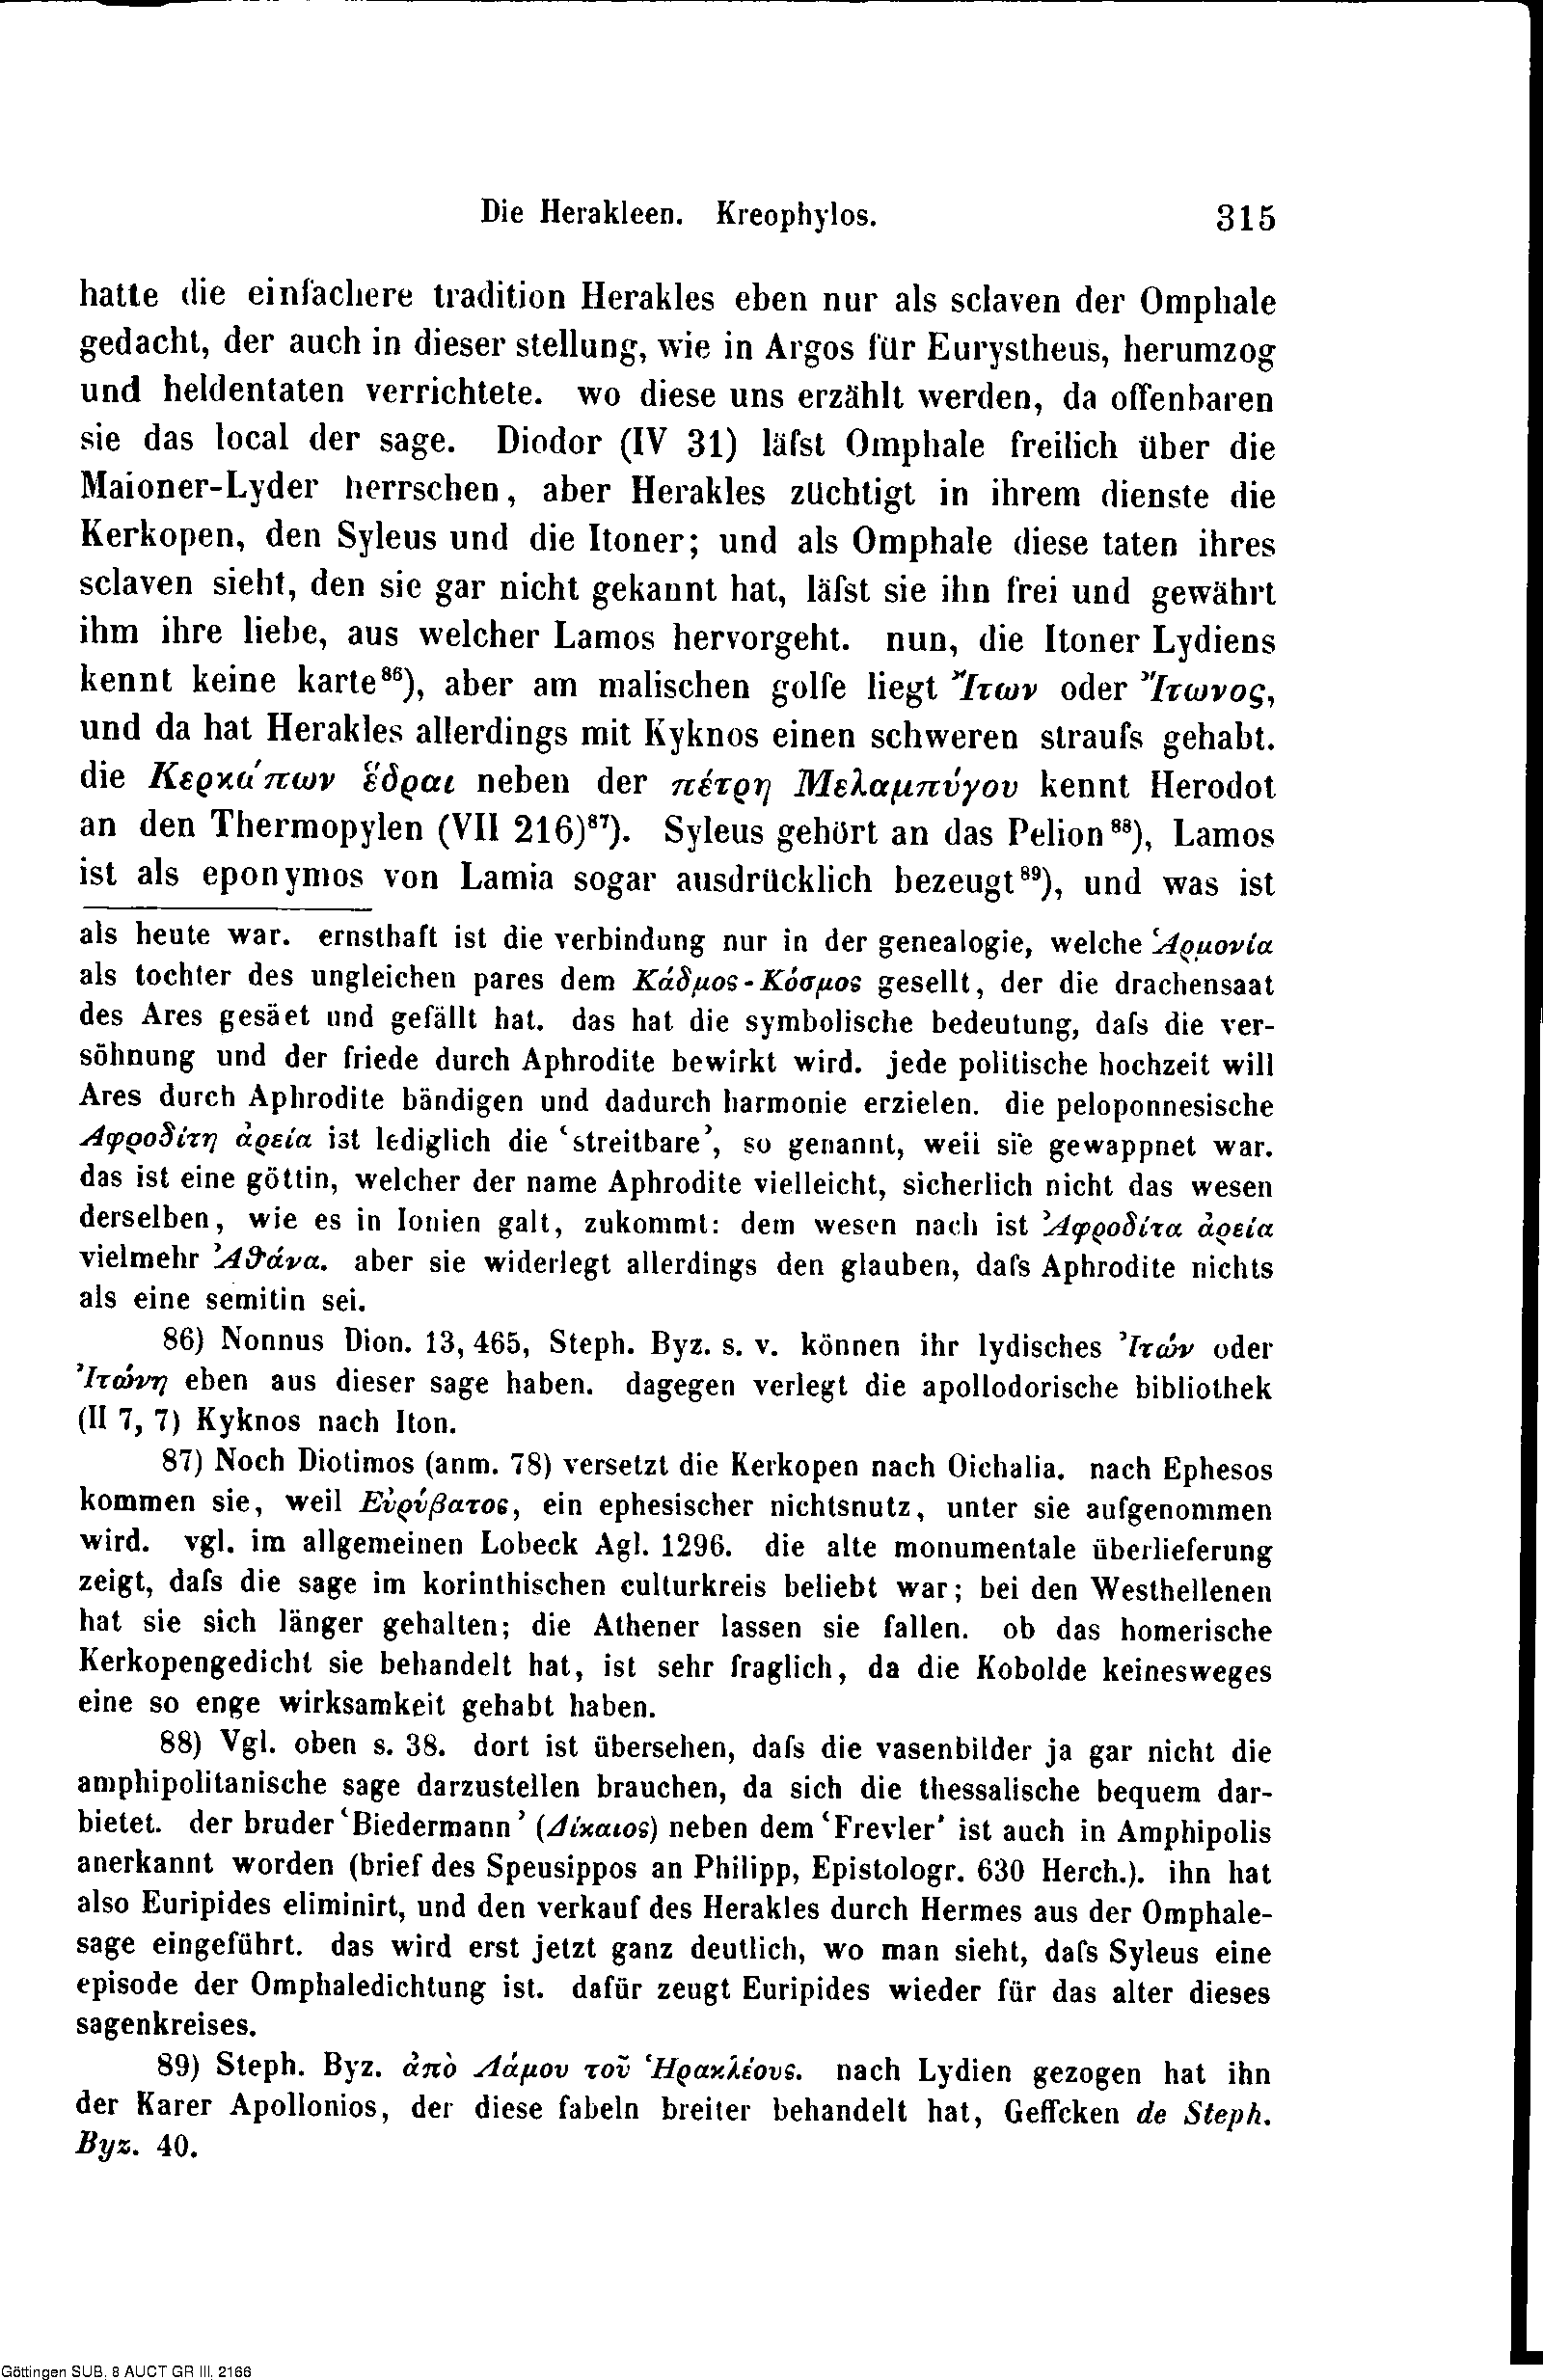 Die Herakleen. Kreophylos. 315
hatte die einfachere tradition Herakles eben nur als sclaven der Omphale
gedacht, der auch in dieser stellung, wie in Argos für Eurystheus, herumzog
und heldentaten verrichtete. wo diese uns erzählt werden, da offenbaren
sie das local der sage. Diodor (IV 31) läſst Omphale freilich über die
Maioner-Lyder herrschen, aber Herakles züchtigt in ihrem dienste die
Kerkopen, den Syleus und die Itoner; und als Omphale diese taten ihres
sclaven sieht, den sie gar nicht gekannt hat, läſst sie ihn frei und gewährt
ihm ihre liebe, aus welcher Lamos hervorgeht. nun, die Itoner Lydiens
kennt keine karte⁸⁶), aber am malischen golfe liegt Ἴτων oder Ἴτωνος,
und da hat Herakles allerdings mit Kyknos einen schweren strauſs gehabt.
die Κερκώπων ἕδραι neben der πέτρη Μελαμπύγου kennt Herodot
an den Thermopylen (VII 216)⁸⁷). Syleus gehört an das Pelion⁸⁸), Lamos
ist als eponymos von Lamia sogar ausdrücklich bezeugt⁸⁹), und was ist
als heute war. ernsthaft ist die verbindung nur in der genealogie, welche Ἁρμονία
als tochter des ungleichen pares dem Κάδμος-Κόσμος gesellt, der die drachensaat
des Ares gesäet und gefällt hat. das hat die symbolische bedeutung, daſs die ver-
söhnung und der friede durch Aphrodite bewirkt wird. jede politische hochzeit will
Ares durch Aphrodite bändigen und dadurch harmonie erzielen. die peloponnesische
Ἀφροδίτη ἀρεία ist lediglich die ‘streitbare’, so genannt, weil sie gewappnet war.
das ist eine göttin, welcher der name Aphrodite vielleicht, sicherlich nicht das wesen
derselben, wie es in Ionien galt, zukommt: dem wesen nach ist Ἀφροδίτα ἀρεία
vielmehr Ἀθάνα. aber sie widerlegt allerdings den glauben, daſs Aphrodite nichts
als eine semitin sei.
86) Nonnus Dion. 13, 465, Steph. Byz. s. v. können ihr lydisches Ἰτών oder
Ἰτώνη eben aus dieser sage haben. dagegen verlegt die apollodorische bibliothek
(II 7, 7) Kyknos nach Iton.
87) Noch Diotimos (anm. 78) versetzt die Kerkopen nach Oichalia. nach Ephesos
kommen sie, weil Εὐρύβατος, ein ephesischer nichtsnutz, unter sie aufgenommen
wird. vgl. im allgemeinen Lobeck Agl. 1296. die alte monumentale überlieferung
zeigt, daſs die sage im korinthischen culturkreis beliebt war; bei den Westhellenen
hat sie sich länger gehalten; die Athener lassen sie fallen. ob das homerische
Kerkopengedicht sie behandelt hat, ist sehr fraglich, da die Kobolde keinesweges
eine so enge wirksamkeit gehabt haben.
88) Vgl. oben s. 38. dort ist übersehen, daſs die vasenbilder ja gar nicht die
amphipolitanische sage darzustellen brauchen, da sich die thessalische bequem dar-
bietet. der bruder ‘Biedermann’ (Δίκαιος) neben dem ‘Frevler’ ist auch in Amphipolis
anerkannt worden (brief des Speusippos an Philipp, Epistologr. 630 Herch.). ihn hat
also Euripides eliminirt, und den verkauf des Herakles durch Hermes aus der Omphale-
sage eingeführt. das wird erst jetzt ganz deutlich, wo man sieht, daſs Syleus eine
episode der Omphaledichtung ist. dafür zeugt Euripides wieder für das alter dieses
sagenkreises.
89) Steph. Byz. ἀπὸ Λάμου τοῦ Ἡρακλέους. nach Lydien gezogen hat ihn
der Karer Apollonios, der diese fabeln breiter behandelt hat, Geffcken de Steph.
Byz. 40.
Göttingen SUB, 8 AUCT GR III, 2166